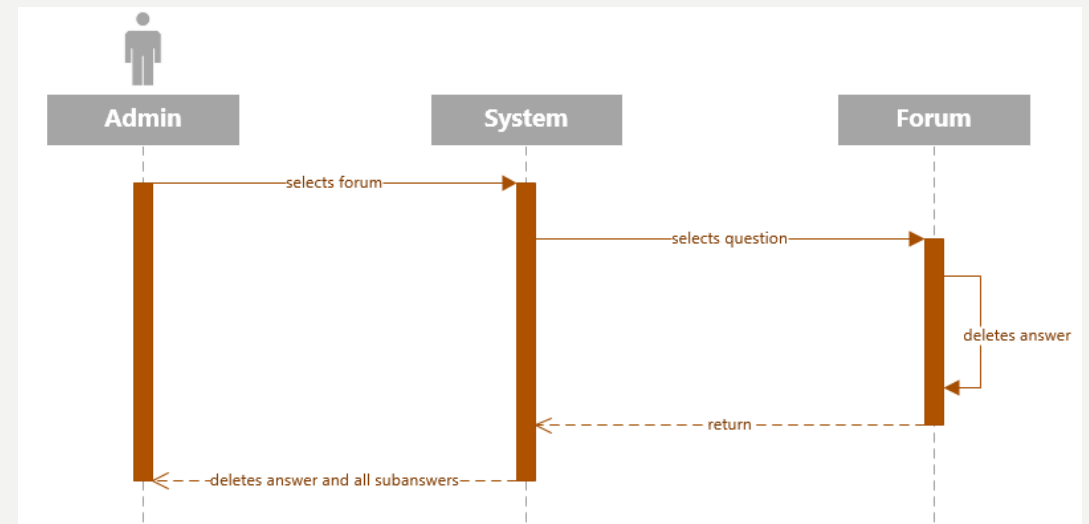 Admin
System
Forum
selects forum
selects question
deletes answer
return
deletes answer and all subanswers